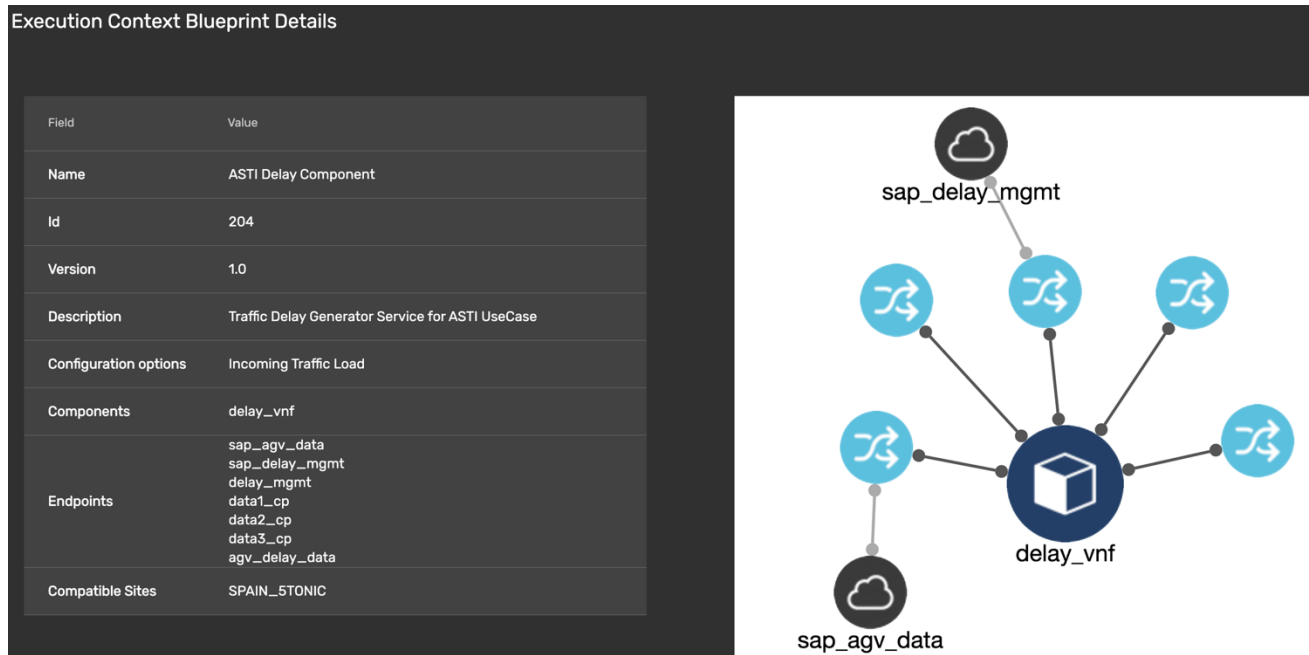 Execution Context Blueprint Details
Field Value
Name ASTI Delay Component
Id 204
Version 1.0
Description Traffic Delay Generator Service for ASTI UseCase
Configuration options Incoming Traffic Load
Components delay_vnf
Endpoints
sap_agv_data
sap_delay_mgmt
delay_mgmt
data1_cp
data2_cp
data3_cp
agv_delay_data
Compatible Sites SPAIN_5TONIC
sap_delay_mgmt
delay_vnf
sap_agv_data